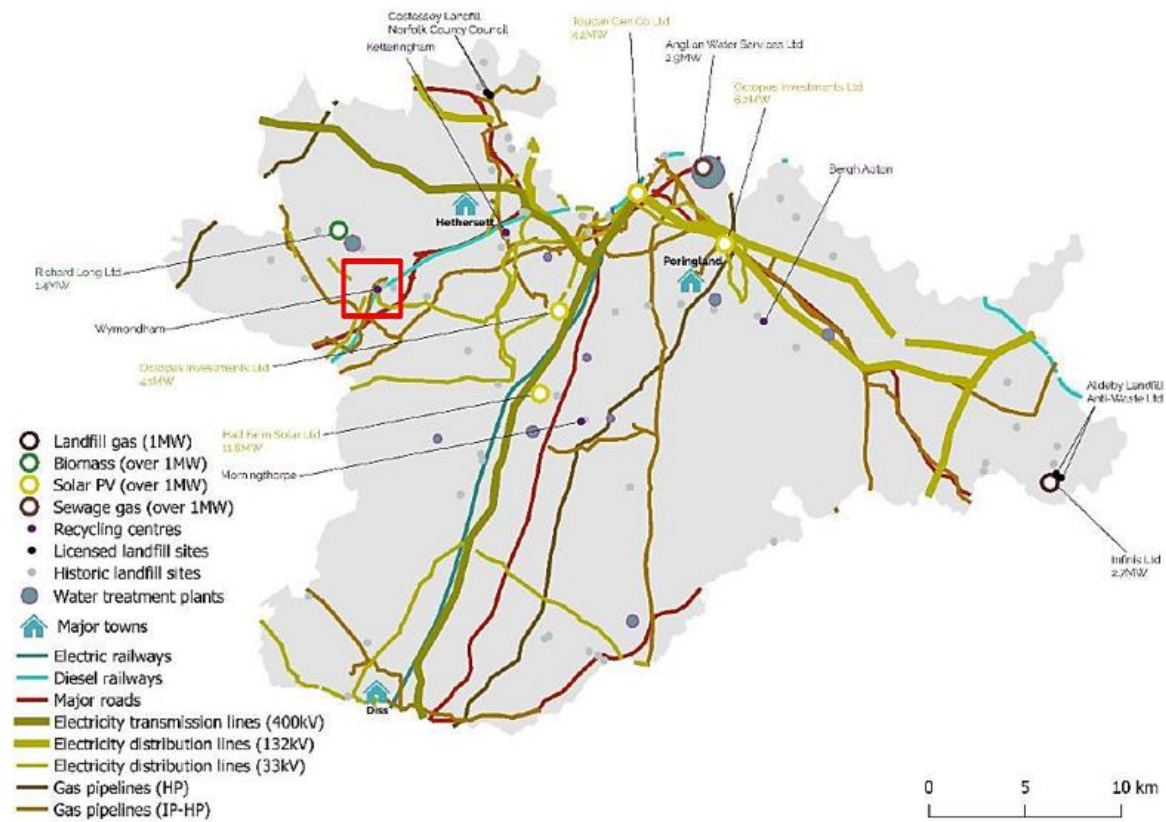 Costessey Landfill
Norfolk County Council
Ketteringham
Toucan Gen Co Ltd
4.2MW
Anglian Water Services Ltd
2.9MW
Octopus Investments Ltd
6.2MW
Bergh Apton
Hethersett
Poringland
Richard Long Ltd
1.4MW
Wymondham
Octopus Investments Ltd
Hall Farm Solar Ltd
11.8MW
Morningthorpe
Aldeby Landfill
Anti-Waste Ltd
Infinis Ltd
2.7MW
Diss
Landfill gas (1MW)
Biomass (over 1MW)
Solar PV (over 1MW)
Sewage gas (over 1MW)
Recycling centres
Licensed landfill sites
Historic landfill sites
Water treatment plants
Major towns
Electric railways
Diesel railways
Major roads
Electricity transmission lines (400kV)
Electricity distribution lines (132kV)
Electricity distribution lines (33kV)
Gas pipelines (HP)
Gas pipelines (IP-HP)
0 5 10 km